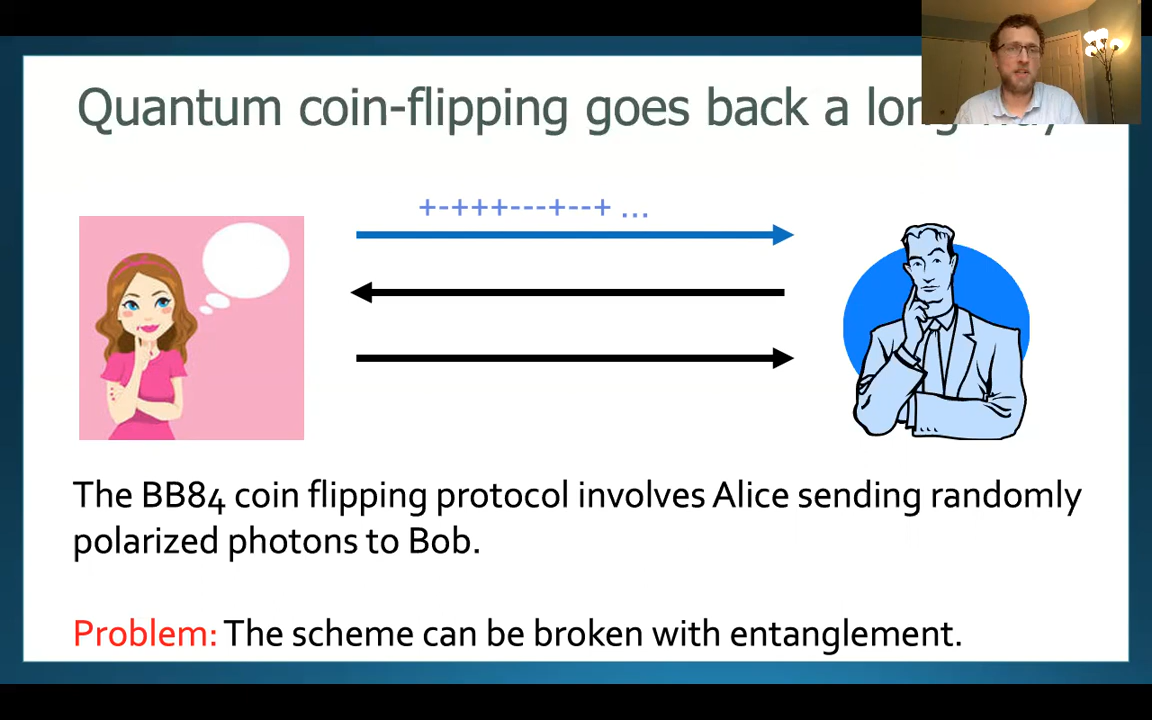 Quantum coin-flipping goes back a long
+-+++---+--+ ...
The BB84 coin flipping protocol involves Alice sending randomly
polarized photons to Bob.
Problem: The scheme can be broken with entanglement.